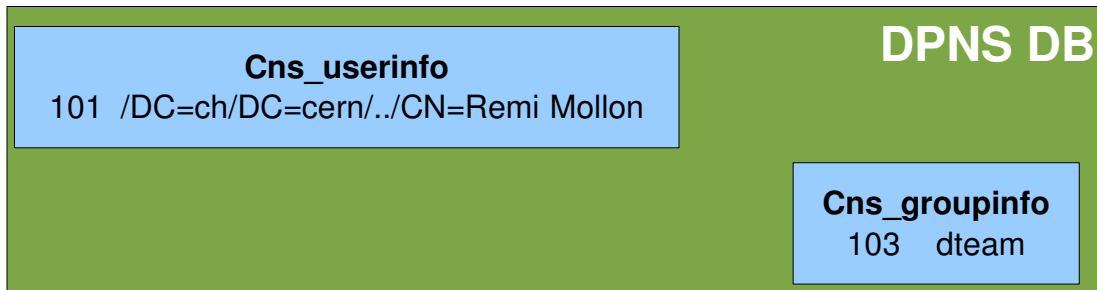 DPNS DB
Cns_userinfo
101 /DC=ch/DC=cern/../CN=Remi Mollon
Cns_groupinfo
103 dteam